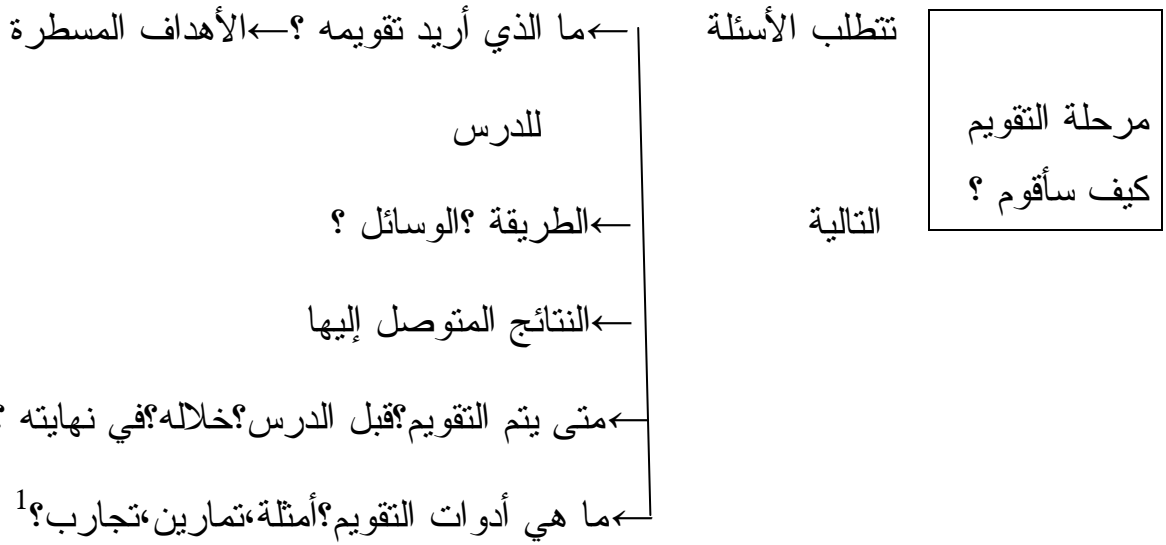 مرحلة التقويم
كيف سأقوم ؟
تتطلب الأسئلة
التالية
←ما الذي أريد تقويمه ؟←الأهداف المسطرة
للدرس
←الطريقة ؟الوسائل ؟
←النتائج المتوصل إليها
←متى يتم التقويم؟قبل الدرس؟خلاله؟في نهايته ؟
←ما هي أدوات التقويم؟أمثلة،تمارين،تجارب؟1